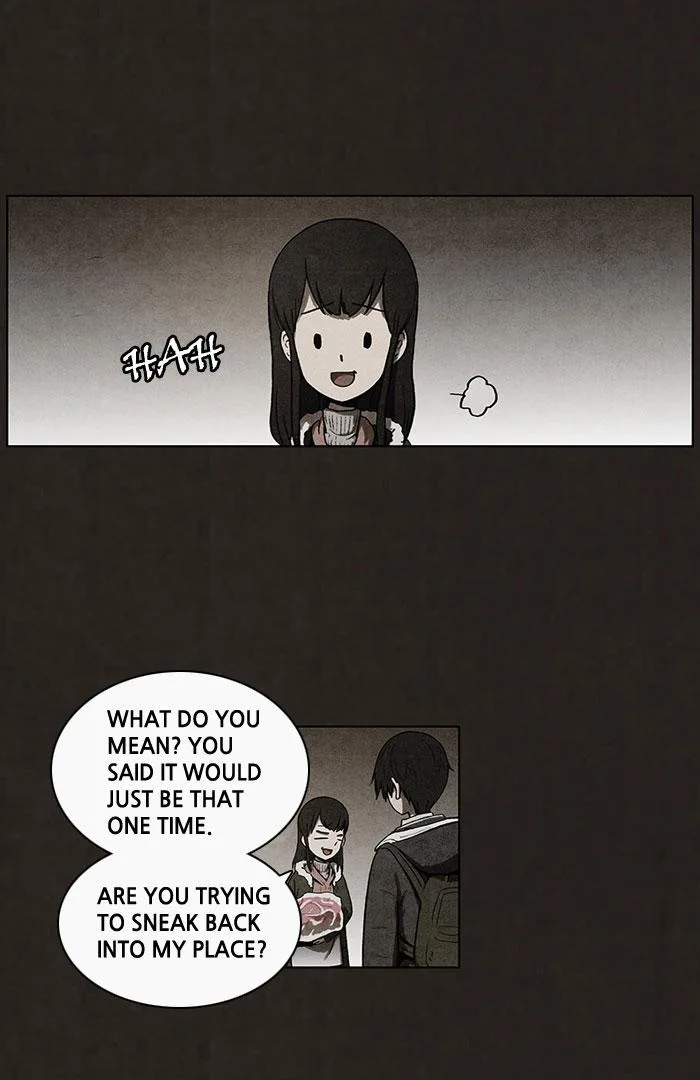 HAH
WHAT DO YOU
MEAN? YOU
SAID IT WOULD
JUST BE THAT
ONE TIME.
ARE YOU TRYING
TO SNEAK BACK
INTO MY PLACE?